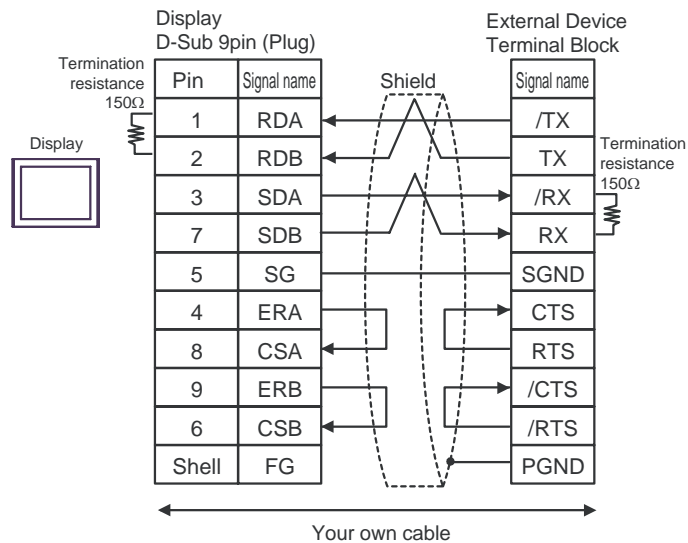 Display
D-Sub 9pin (Plug)
External Device
Terminal Block
Termination
resistance
150Ω
Display
Pin Signal name
Shield
Signal name
1 RDA /TX
2 RDB TX
3 SDA /RX
7 SDB RX
5 SG SGND
4 ERA CTS
8 CSA RTS
9 ERB /CTS
6 CSB /RTS
Shell FG PGND
Termination
resistance
150Ω
Your own cable